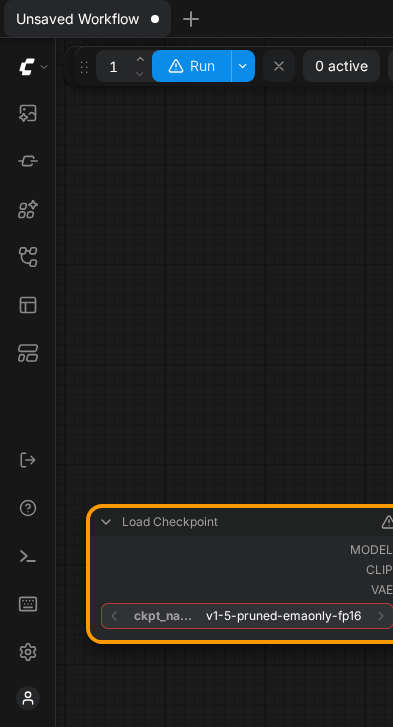 Unsaved Workflow
1
Run
0 active
Load Checkpoint
MODEL
CLIP
VAE
ckpt_na... v1-5-pruned-emaonly-fp16